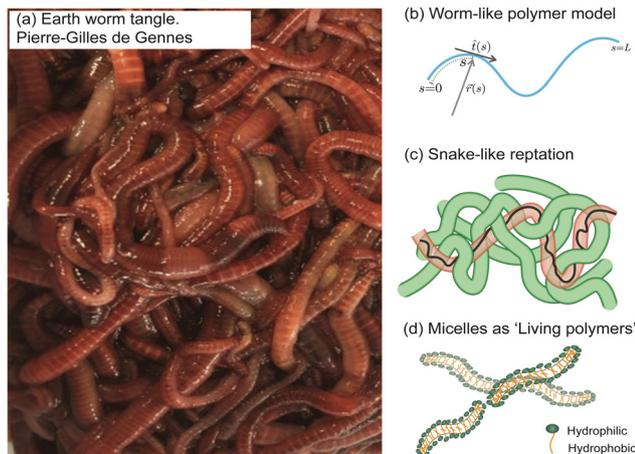 (a) Earth worm tangle.
Pierre-Gilles de Gennes
(b) Worm-like polymer model
t̂(s)
s
s=0
r⃗(s)
s=L
(c) Snake-like reptation
(d) Micelles as ‘Living polymers’
Hydrophilic
Hydrophobic